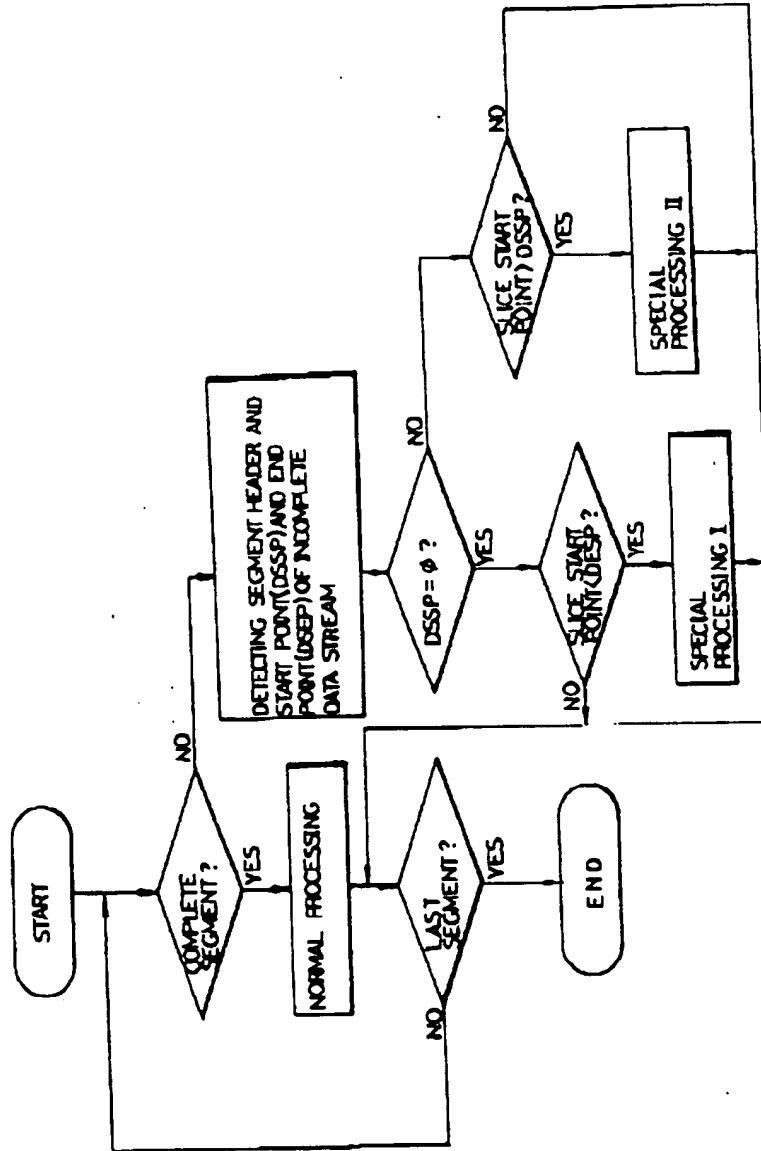 START
COMPLETE
SEGMENT ?
NO
YES
DETECTING SEGMENT HEADER AND
START POINT(DSSP) AND END
POINT(DSEP) OF INCOMPLETE
DATA STREAM
NORMAL PROCESSING
DSSP = ϕ ?
NO
YES
SLICE START
POINT⟩ DSSP ?
NO
YES
LAST
SEGMENT ?
NO
YES
SLICE START
POINT⟨DESP ?
NO
YES
SPECIAL
PROCESSING II
END
SPECIAL
PROCESSING I